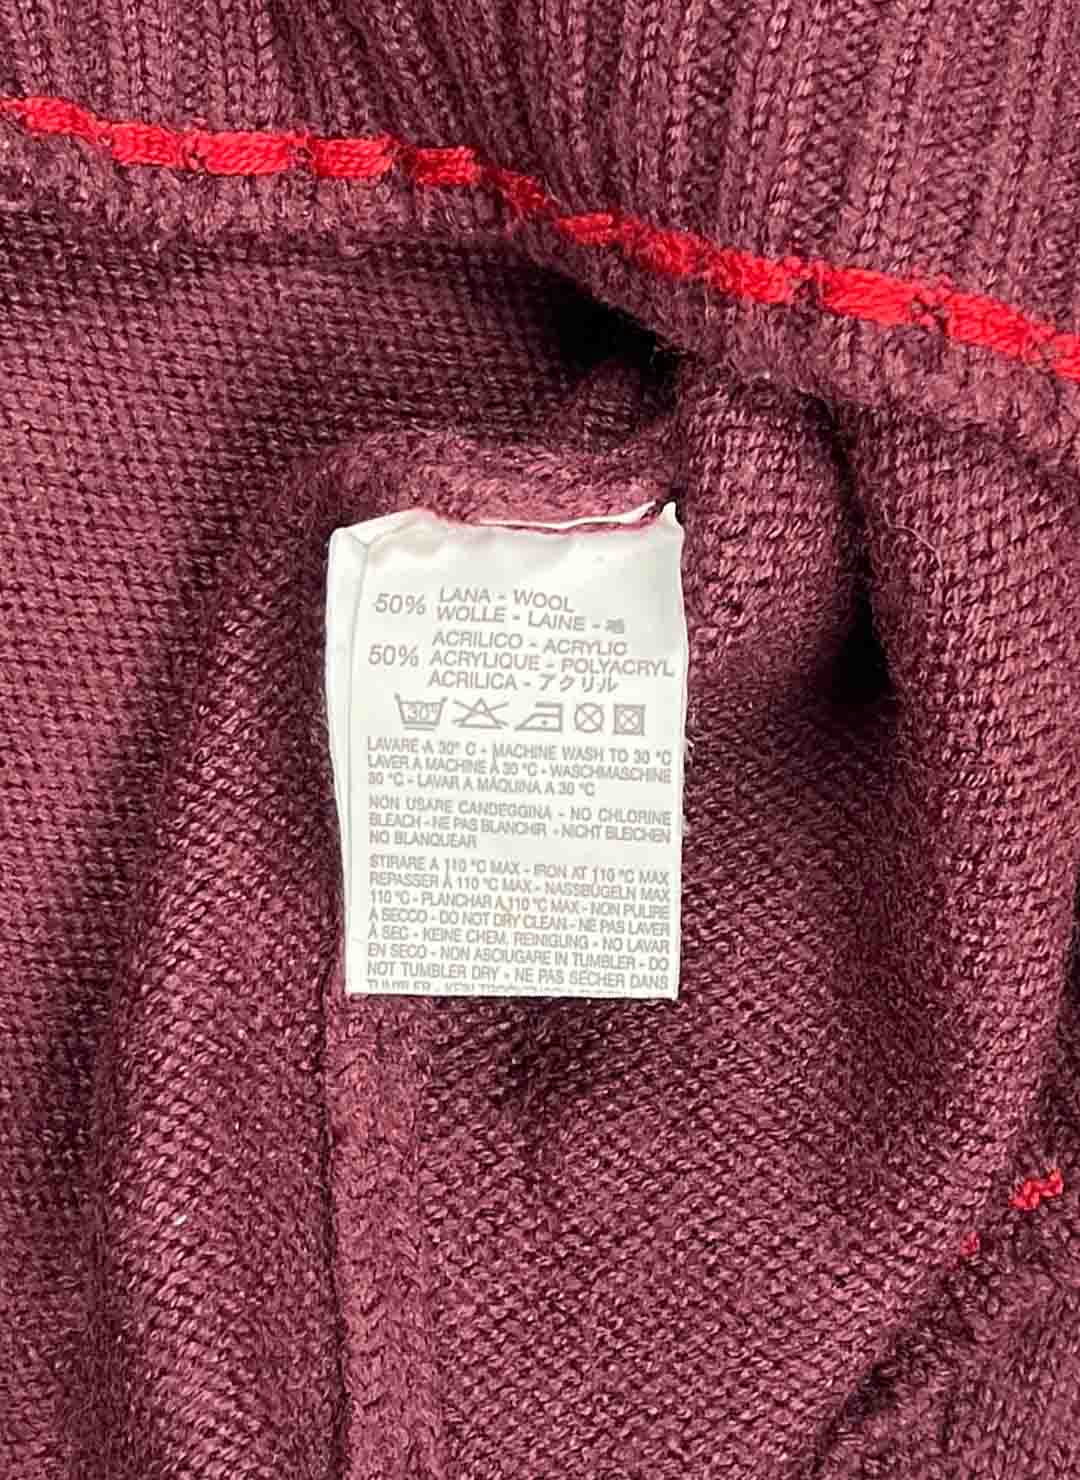 50% LANA - WOOL
WOLLE - LAINE - 毛
50% ACRILICO - ACRYLIC
ACRYLIQUE - POLYACRYL
ACRILICA - アクリル
30°
LAVARE A 30° C - MACHINE WASH TO 30 °C
LAVER A MACHINE À 30 °C - WASCHMASCHINE
30 °C - LAVAR A MÁQUINA A 30 °C
NON USARE CANDEGGINA - NO CHLORINE
BLEACH - NE PAS BLANCHIR - NICHT BLEICHEN
NO BLANQUEAR
STIRARE A 110 °C MAX - IRON AT 110 °C MAX
REPASSER À 110 °C MAX - NASSBÜGELN MAX
110 °C - PLANCHAR A 110 °C MAX - NON PULIRE
A SECCO - DO NOT DRY CLEAN - NE PAS LAVER
À SEC - KEINE CHEM. REINIGUNG - NO LAVAR
EN SECO - NON ASCIUGARE IN TUMBLER - DO
NOT TUMBLER DRY - NE PAS SÉCHER DANS
TUMBLER - KEIN